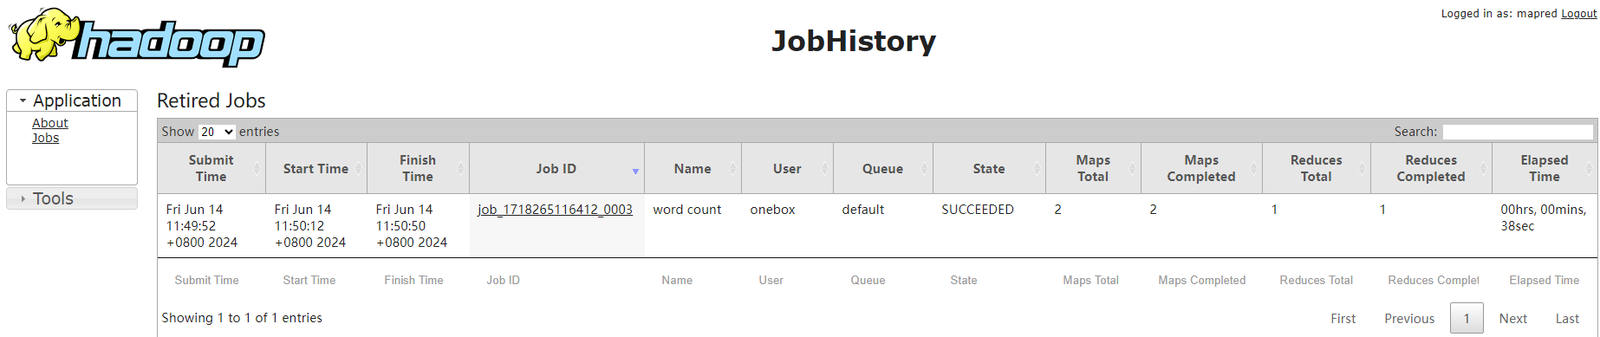 Logged in as: mapred Logout
hadoop
JobHistory
Application
About
Jobs
Tools
Retired Jobs
Show 20 entries
Search:
Submit Time Start Time Finish Time Job ID Name User Queue State Maps Total Maps Completed Reduces Total Reduces Completed Elapsed Time
Fri Jun 14 11:49:52 +0800 2024 Fri Jun 14 11:50:12 +0800 2024 Fri Jun 14 11:50:50 +0800 2024 job_1718265116412_0003 word count onebox default SUCCEEDED 2 2 1 1 00hrs, 00mins, 38sec
Submit Time Start Time Finish Time Job ID Name User Queue State Maps Total Maps Completed Reduces Total Reduces Complet Elapsed Time
Showing 1 to 1 of 1 entries
First Previous 1 Next Last